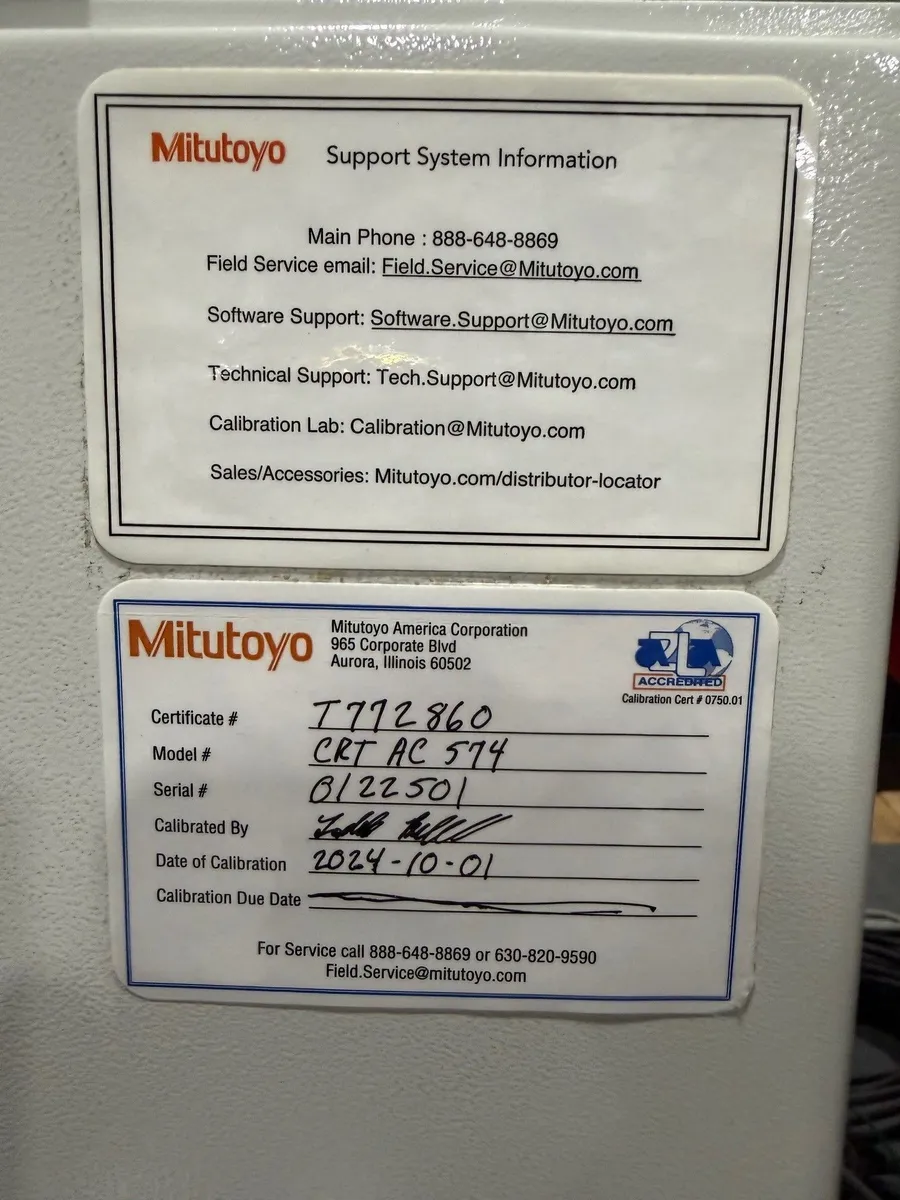 Mitutoyo Support System Information
Main Phone : 888-648-8869
Field Service email: Field.Service@Mitutoyo.com
Software Support: Software.Support@Mitutoyo.com
Technical Support: Tech.Support@Mitutoyo.com
Calibration Lab: Calibration@Mitutoyo.com
Sales/Accessories: Mitutoyo.com/distributor-locator
Mitutoyo
Mitutoyo America Corporation
965 Corporate Blvd
Aurora, Illinois 60502
A2LA
ACCREDITED
Calibration Cert # 0750.01
Certificate # T772860
Model # CRT AC 574
Serial # 0122501
Calibrated By
Date of Calibration 2024-10-01
Calibration Due Date
For Service call 888-648-8869 or 630-820-9590
Field.Service@mitutoyo.com